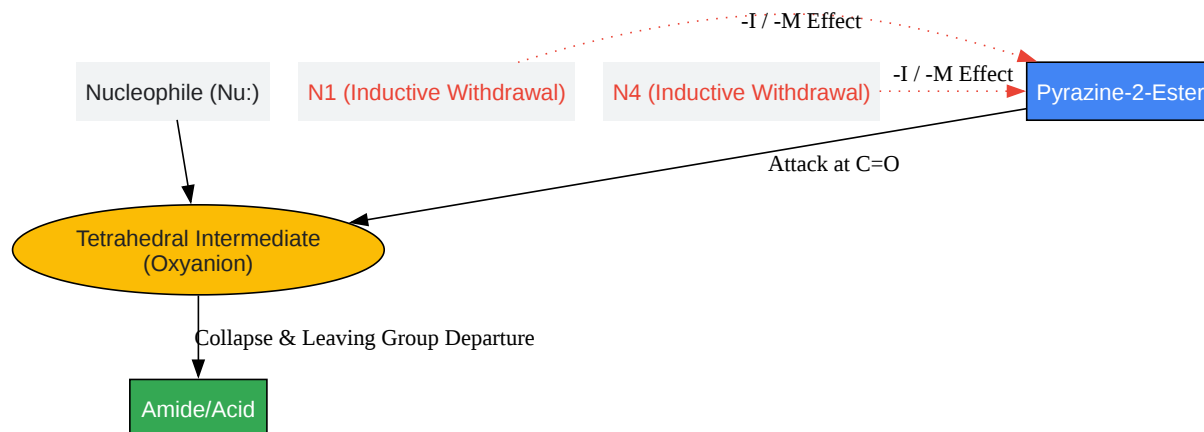 -I / -M Effect
Nucleophile (Nu:)
N1 (Inductive Withdrawal)
N4 (Inductive Withdrawal)
-I / -M Effect
Pyrazine-2-Ester
Attack at C=O
Tetrahedral Intermediate
(Oxyanion)
Collapse & Leaving Group Departure
Amide/Acid